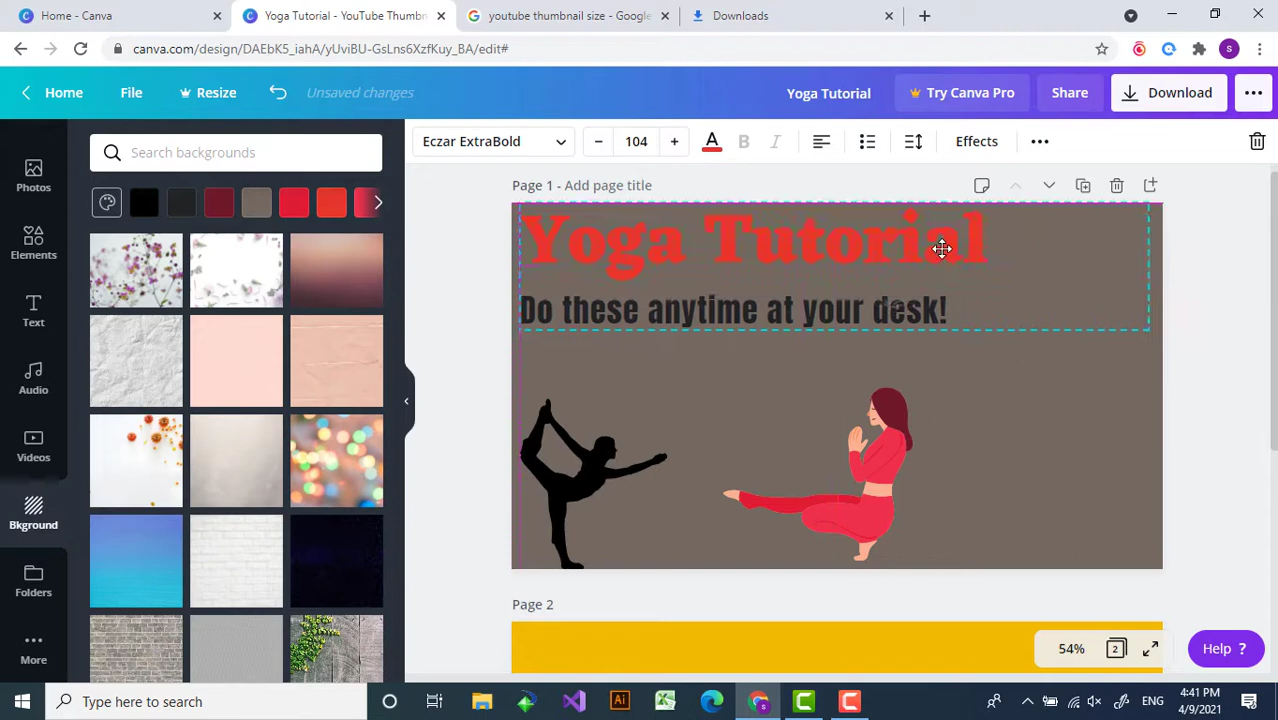 Home - Canva
Yoga Tutorial - YouTube Thumbn
youtube thumbnail size - Google
Downloads
canva.com/design/DAEbK5_iahA/yUviBU-GsLns6XzfKuy_BA/edit#
S
Home
File
Resize
Unsaved changes
Yoga Tutorial
Try Canva Pro
Share
Download
Photos
Elements
Text
Audio
Videos
Bkground
Folders
More
Search backgrounds
Eczar ExtraBold
104
A
B
I
Effects
Page 1 - Add page title
Yoga Tutorial
Do these anytime at your desk!
Page 2
54%
2
Help ?
Type here to search
Ai
ENG
4:41 PM
4/9/2021